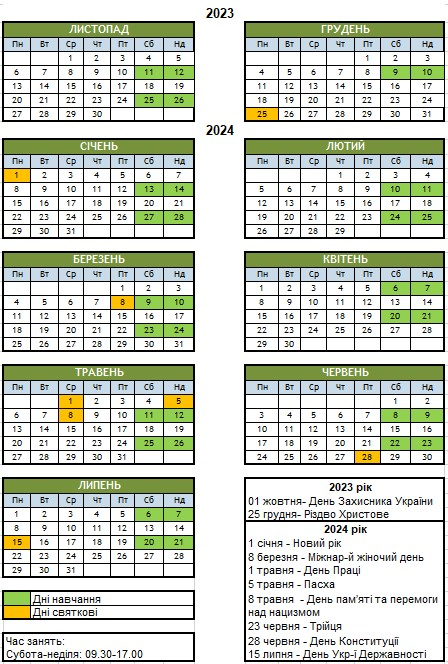 2023
ЛИСТОПАД
Пн Вт Ср Чт Пт Сб Нд
1 2 3 4 5
6 7 8 9 10 11 12
13 14 15 16 17 18 19
20 21 22 23 24 25 26
27 28 29 30
ГРУДЕНЬ
Пн Вт Ср Чт Пт Сб Нд
1 2 3
4 5 6 7 8 9 10
11 12 13 14 15 16 17
18 19 20 21 22 23 24
25 26 27 28 29 30 31
2024
СІЧЕНЬ
Пн Вт Ср Чт Пт Сб Нд
1 2 3 4 5 6 7
8 9 10 11 12 13 14
15 16 17 18 19 20 21
22 23 24 25 26 27 28
29 30 31
ЛЮТИЙ
Пн Вт Ср Чт Пт Сб Нд
1 2 3 4
5 6 7 8 9 10 11
12 13 14 15 16 17 18
19 20 21 22 23 24 25
26 27 28 29
БЕРЕЗЕНЬ
Пн Вт Ср Чт Пт Сб Нд
1 2 3
4 5 6 7 8 9 10
11 12 13 14 15 16 17
18 19 20 21 22 23 24
25 26 27 28 29 30 31
КВІТЕНЬ
Пн Вт Ср Чт Пт Сб Нд
1 2 3 4 5 6 7
8 9 10 11 12 13 14
15 16 17 18 19 20 21
22 23 24 25 26 27 28
29 30
ТРАВЕНЬ
Пн Вт Ср Чт Пт Сб Нд
1 2 3 4 5
6 7 8 9 10 11 12
13 14 15 16 17 18 19
20 21 22 23 24 25 26
27 28 29 30 31
ЧЕРВЕНЬ
Пн Вт Ср Чт Пт Сб Нд
1 2
3 4 5 6 7 8 9
10 11 12 13 14 15 16
17 18 19 20 21 22 23
24 25 26 27 28 29 30
ЛИПЕНЬ
Пн Вт Ср Чт Пт Сб Нд
1 2 3 4 5 6 7
8 9 10 11 12 13 14
15 16 17 18 19 20 21
22 23 24 25 26 27 28
29 30 31
Дні навчання
Дні святкові
Час занять:
Субота-неділя: 09.30-17.00
2023 рік
01 жовтня- День Захисника України
25 грудня- Різдво Христове
2024 рік
1 січня - Новий рік
8 березня - Міжнар-й жіночий день
1 травня - День Праці
5 травня - Пасха
8 травня - День пам'яті та перемоги
над нацизмом
23 червня - Трійця
28 червня - День Конституції
15 липня - День Укр-ї Державності